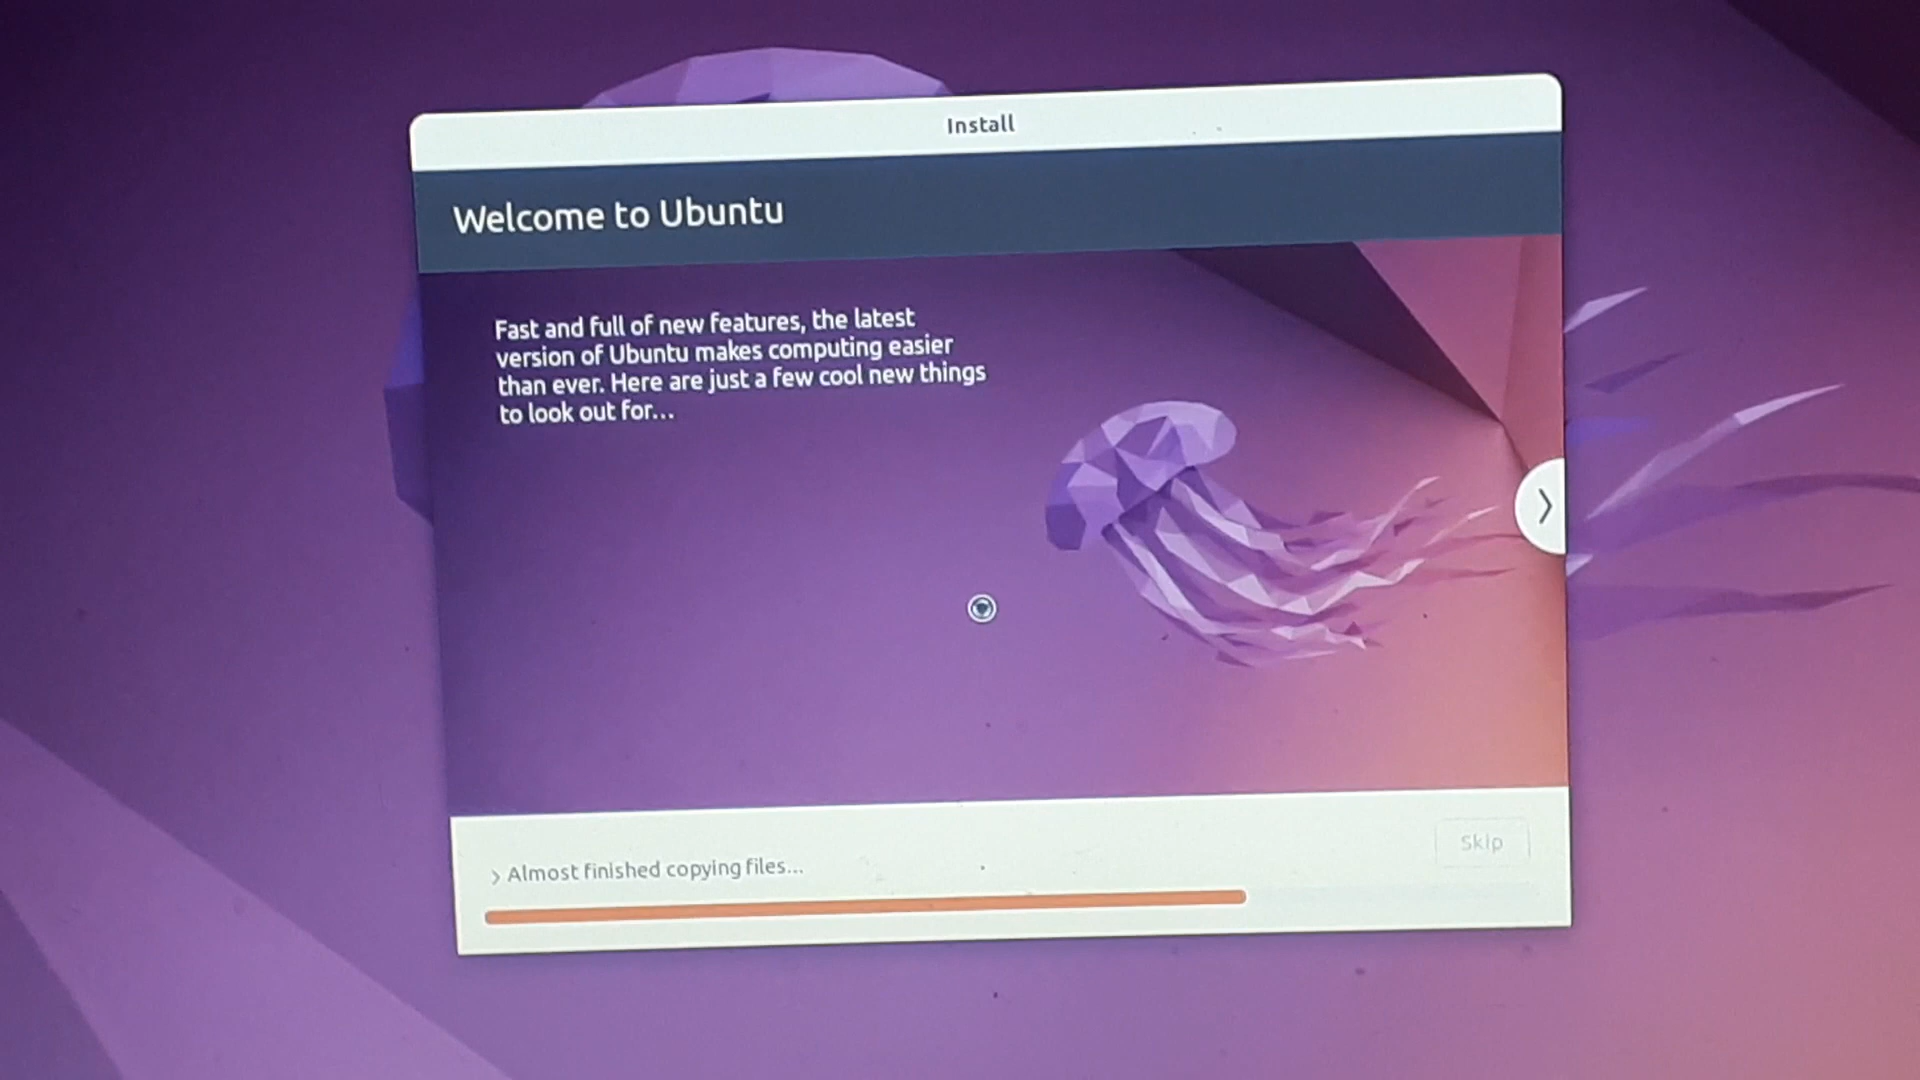 Install
Welcome to Ubuntu
Fast and full of new features, the latest
version of Ubuntu makes computing easier
than ever. Here are just a few cool new things
to look out for...
Skip
> Almost finished copying files...